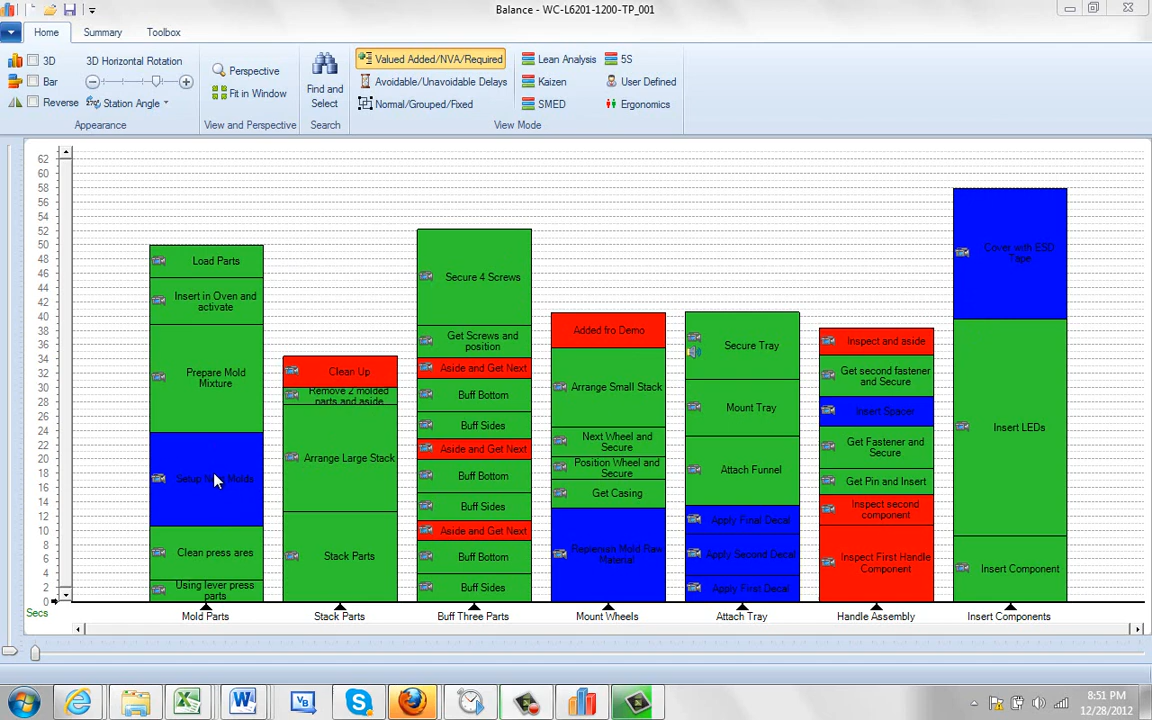 Balance - WC-L6201-1200-TP_001
Home Summary Toolbox
3D
Bar
Reverse
3D Horizontal Rotation
Station Angle
Appearance
Perspective
Fit in Window
View and Perspective
Find and
Select
Search
Valued Added/NVA/Required
Avoidable/Unavoidable Delays
Normal/Grouped/Fixed
Lean Analysis
Kaizen
SMED
5S
User Defined
Ergonomics
View Mode
62
60
58
56
54
52
50
48
46
44
42
40
38
36
34
32
30
28
26
24
22
20
18
16
14
12
10
8
6
4
2
0
Secs
Load Parts
Insert in Oven and
activate
Prepare Mold
Mixture
Molds
Clean press ares
Using lever press
parts
Mold Parts
Clean Up
Remove 2 molded
parts and aside
Arrange Large Stack
Stack Parts
Stack Parts
Secure 4 Screws
Get Screws and
position
Aside and Get Next
Buff Bottom
Buff Sides
Aside and Get Next
Buff Bottom
Buff Sides
Aside and Get Next
Buff Bottom
Buff Sides
Buff Three Parts
Added fro Demo
Arrange Small Stack
Next Wheel and
Secure
Position Wheel and
Secure
Get Casing
Replenish Mold Raw
Material
Mount Wheels
Secure Tray
Mount Tray
Attach Funnel
Apply Final Decal
Apply Second Decal
Apply First Decal
Attach Tray
Inspect and aside
Get second fastener
and Secure
Insert Spacer
Get Fastener and
Secure
Get Pin and Insert
Inspect second
component
Inspect First Handle
Component
Handle Assembly
Cover with ESD
Tape
Insert LEDs
Insert Component
Insert Components
8:51 PM
12/28/2012